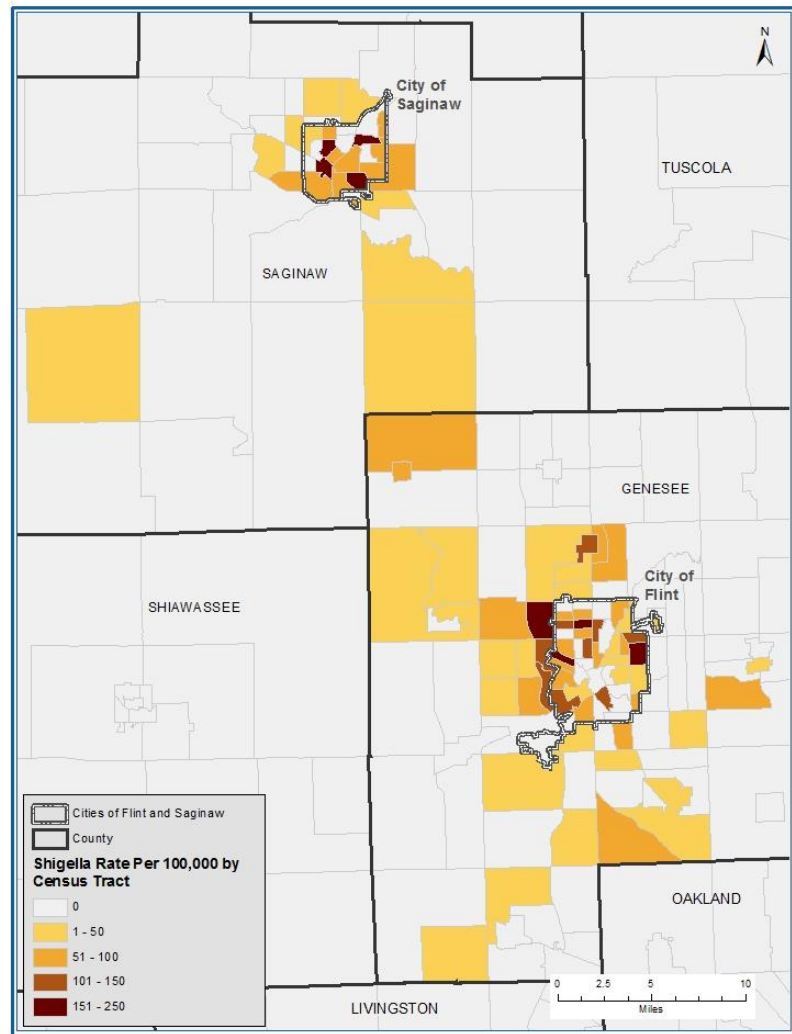 N
City of
Saginaw
TUSCOLA
SAGINAW
GENESEE
City of
Flint
SHIAWASSEE
Cities of Flint and Saginaw
County
Shigella Rate Per 100,000 by
Census Tract
0
1 - 50
51 - 100
101 - 150
151 - 250
OAKLAND
0 2.5 5 10
Miles
LIVINGSTON